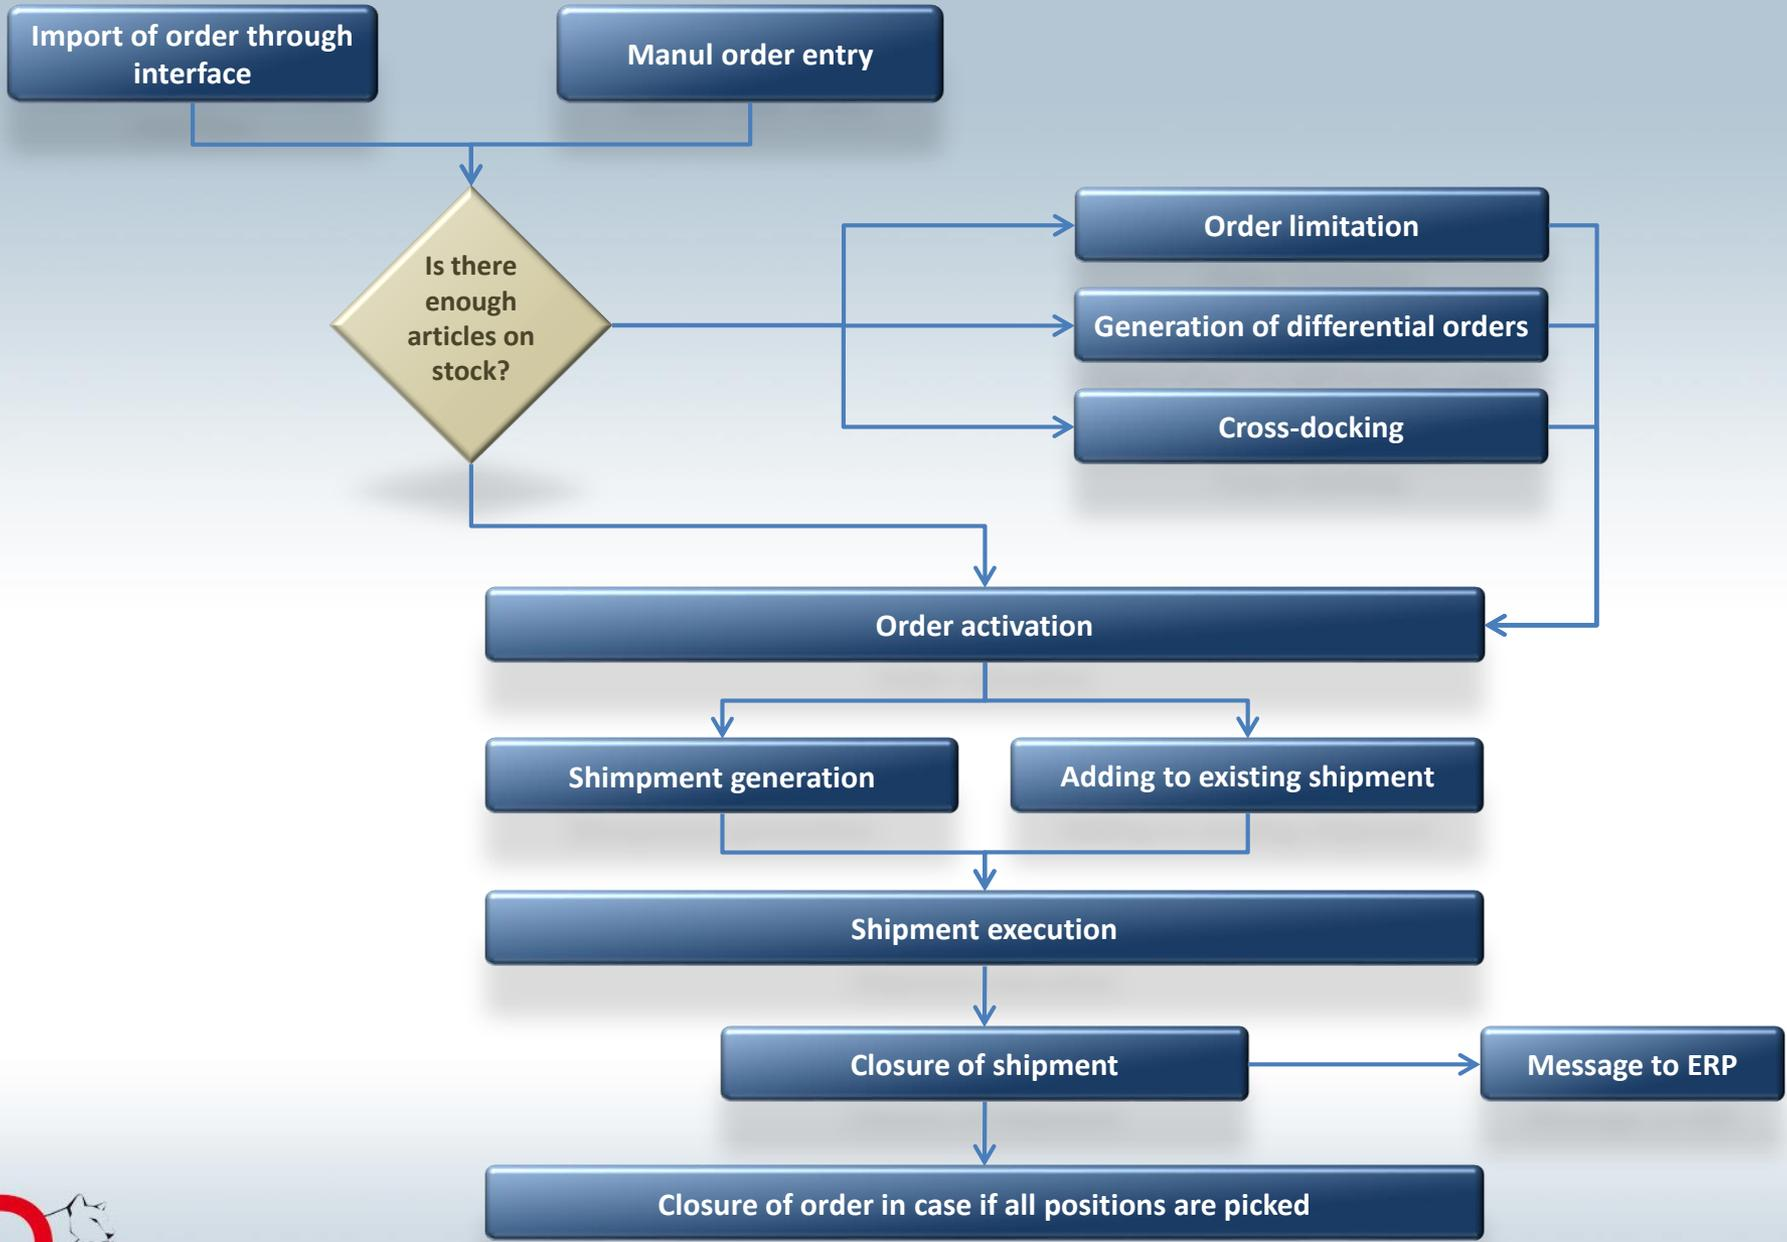 Import of order through
interface
Manul order entry
Is there
enough
articles on
stock?
Order limitation
Generation of differential orders
Cross-docking
Order activation
Shimpment generation
Adding to existing shipment
Shipment execution
Closure of shipment
Message to ERP
Closure of order in case if all positions are picked